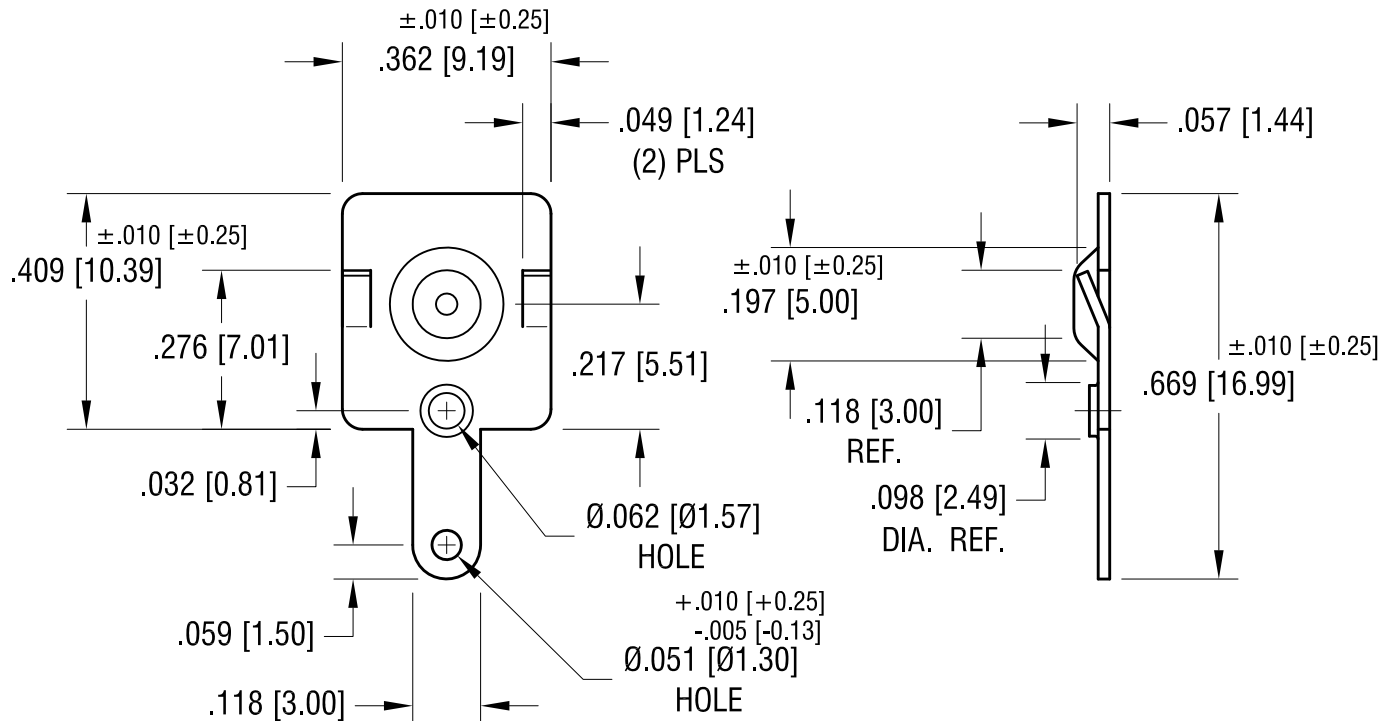 ±.010 [±0.25]
.362 [9.19]
.049 [1.24]
(2) PLS
.057 [1.44]
±.010 [±0.25]
.409 [10.39]
±.010 [±0.25]
.197 [5.00]
.276 [7.01]
.217 [5.51]
±.010 [±0.25]
.669 [16.99]
.118 [3.00]
REF.
.032 [0.81]
.098 [2.49]
DIA. REF.
Ø.062 [Ø1.57]
HOLE
+.010 [+0.25]
-.005 [-0.13]
Ø.051 [Ø1.30]
HOLE
.059 [1.50]
.118 [3.00]